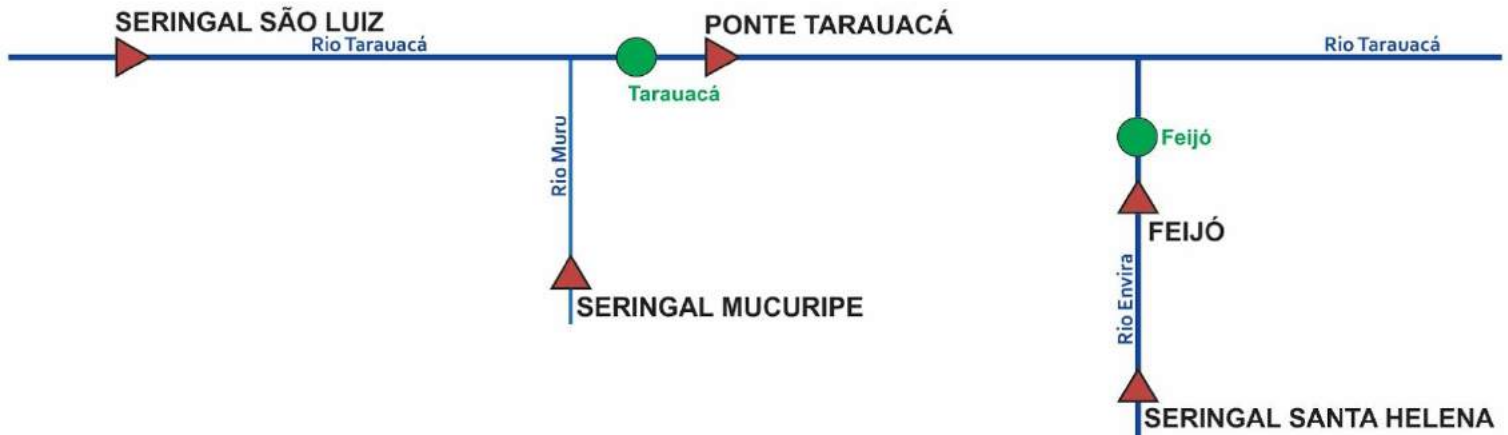 SERINGAL SÃO LUIZ
PONTE TARAUACÁ
Rio Tarauacá
Rio Tarauacá
Tarauacá
Rio Muru
Feijó
FEIJÓ
Rio Envira
SERINGAL MUCURIPE
SERINGAL SANTA HELENA